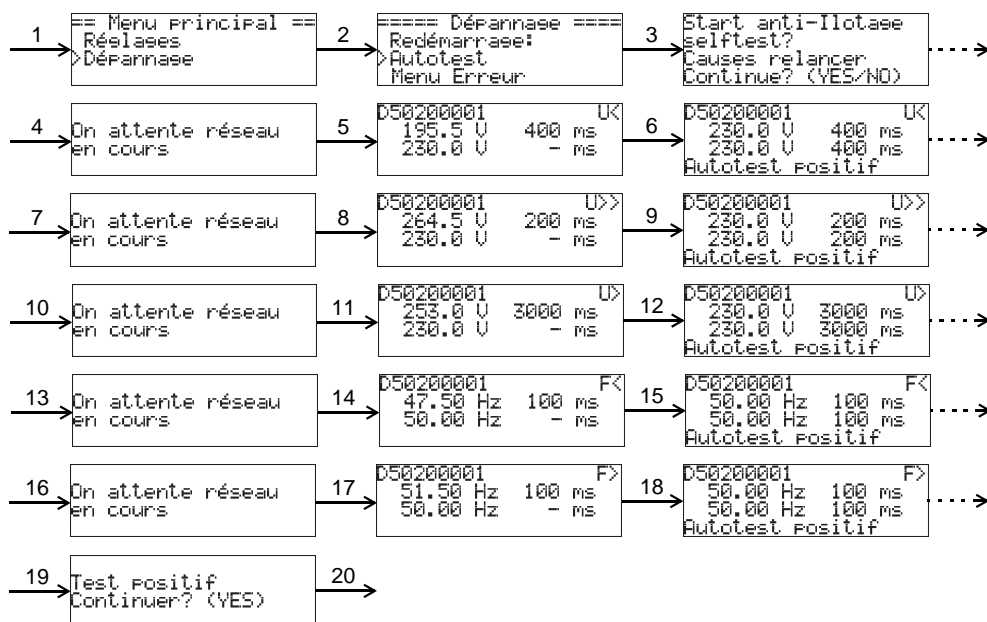 1
== Menu principal ==
Réglages
>Dépannage
2
===== Dépannage ====
Redémarrage:
>Autotest
Menu Erreur
3
Start anti-Ilotage
selftest?
Causes relancer
Continue? (YES/NO)
4
On attente réseau
en cours
5
D50200001 U<
195.5 V 400 ms
230.0 V - ms
6
D50200001 U<
230.0 V 400 ms
230.0 V 400 ms
Autotest positif
7
On attente réseau
en cours
8
D50200001 U>>
264.5 V 200 ms
230.0 V - ms
9
D50200001 U>>
230.0 V 200 ms
230.0 V 200 ms
Autotest positif
10
On attente réseau
en cours
11
D50200001 U>
253.0 V 3000 ms
230.0 V - ms
12
D50200001 U>
230.0 V 3000 ms
230.0 V 3000 ms
Autotest positif
13
On attente réseau
en cours
14
D50200001 F<
47.50 Hz 100 ms
50.00 Hz - ms
15
D50200001 F<
50.00 Hz 100 ms
50.00 Hz 100 ms
Autotest positif
16
On attente réseau
en cours
17
D50200001 F>
51.50 Hz 100 ms
50.00 Hz - ms
18
D50200001 F>
50.00 Hz 100 ms
50.00 Hz 100 ms
Autotest positif
19
Test positif
Continuer? (YES)
20